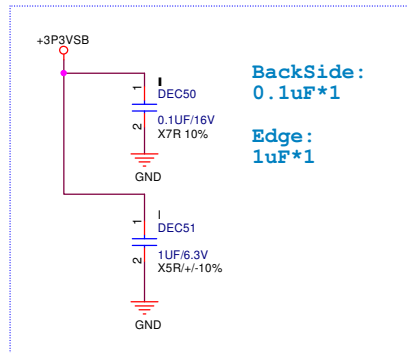 +3P3VSB
BackSide:
0.1uF*1
Edge:
1uF*1
1
DEC50
2
0.1UF/16V
X7R 10%
GND
I
1
DEC51
2
1UF/6.3V
X5R/+/-10%
GND